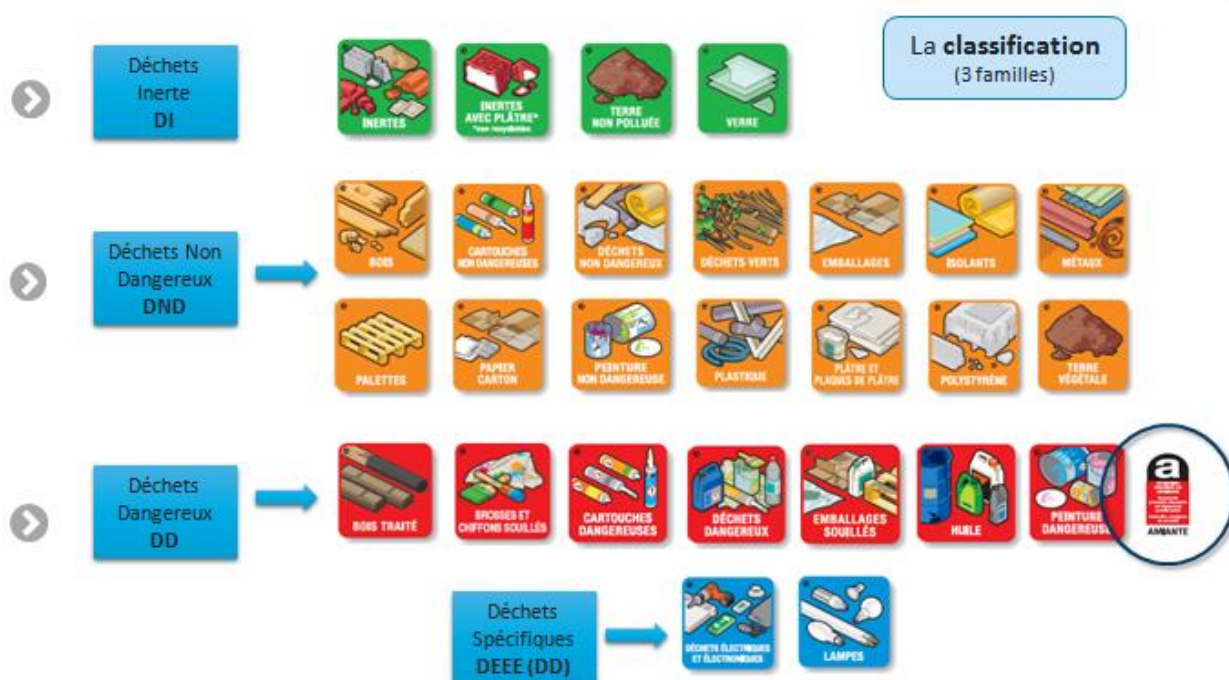 La classification
(3 familles)
Déchets
Inerte
DI
INERTES
INERTES
AVEC PLÂTRE*
*non recyclables
TERRE
NON POLLUÉE
VERRE
Déchets Non
Dangereux
DND
BOIS
CARTOUCHES
NON DANGEREUSES
DÉCHETS
NON DANGEREUX
DÉCHETS VERTS
EMBALLAGES
ISOLANTS
MÉTAUX
PALETTES
PAPIER
CARTON
PEINTURE
NON DANGEREUSE
PLASTIQUE
PLÂTRE ET
PLAQUES DE PLÂTRE
POLYSTYRÈNE
TERRE
VÉGÉTALE
Déchets
Dangereux
DD
BOIS TRAITÉ
BROSSES ET
CHIFFONS SOUILLÉS
CARTOUCHES
DANGEREUSES
DÉCHETS
DANGEREUX
EMBALLAGES
SOUILLÉS
HUILE
PEINTURE
DANGEREUSE
a
AMIANTE
Déchets
Spécifiques
DEEE (DD)
DÉCHETS ÉLECTRIQUES
ET ÉLECTRONIQUES
LAMPES